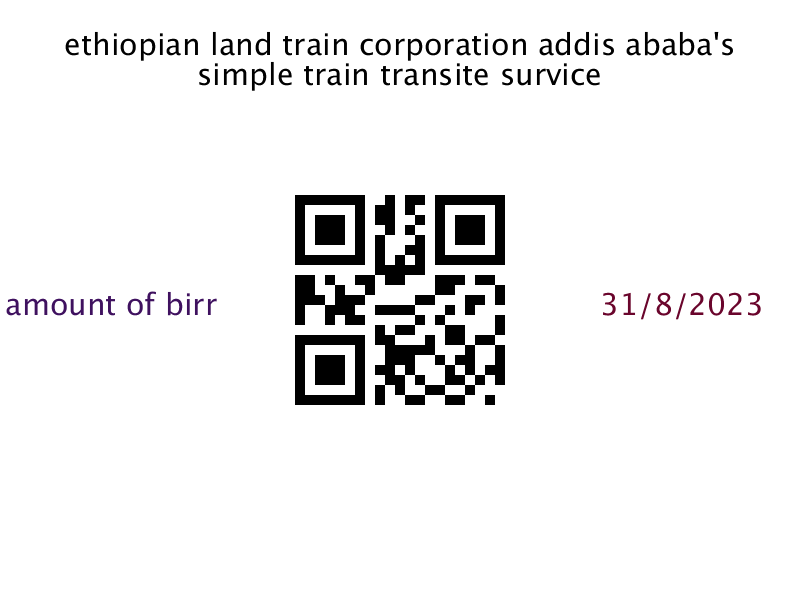 ethiopian land train corporation addis ababa's
simple train transite survice
amount of birr
31/8/2023